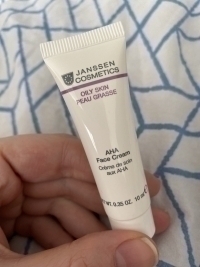 JANSSEN
COSMETICS
OILY SKIN
PEAU GRASSE
AHA
Face Cream
Crème de soin
aux AHA
WT. 0.35 OZ. 10 ml